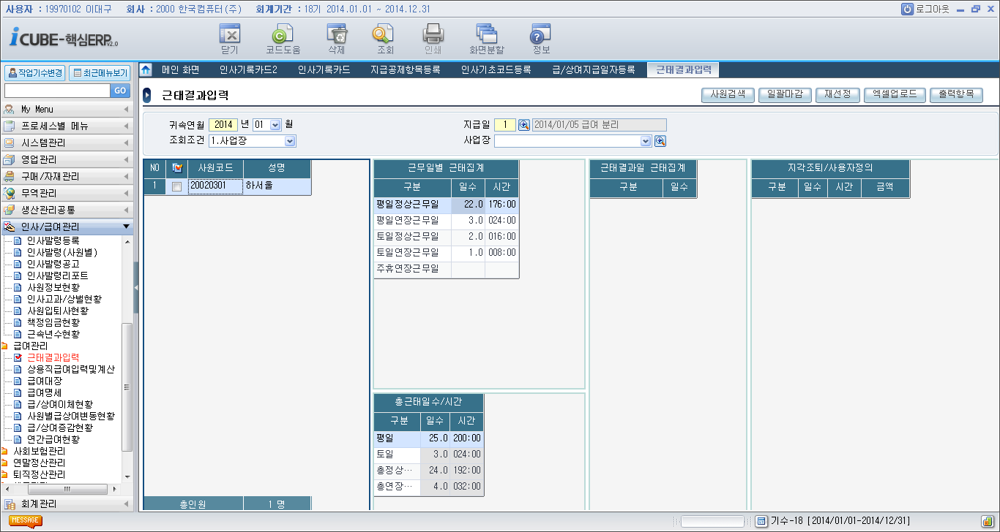 사용자 : 19970102 이대구 회사 : 2000 한국컴퓨터(주) 회계기간 : 18기 2014.01.01 ~ 2014.12.31 로그아웃
iCUBE-핵심ERP v2.0
닫기 코드도움 삭제 조회 인쇄 화면분할 정보
작업기수변경 최근메뉴보기
GO
메인 화면 인사기록카드2 인사기록카드 지급공제항목등록 인사기초코드등록 급/상여지급일자등록 근태결과입력
근태결과입력 사원검색 일괄마감 재선정 엑셀업로드 출력항목
My Menu
프로세스별 메뉴
시스템관리
영업관리
구매/자재관리
무역관리
생산관리공통
인사/급여관리
인사발령등록
인사발령(사원별)
인사발령공고
인사발령리포트
사원정보현황
인사고과/상벌현황
사원입퇴사현황
책정임금현황
근속년수현황
급여관리
근태결과입력
상용직급여입력및계산
급여대장
급여명세
급/상여이체현황
사원별급상여변동현황
급/상여증감현황
연간급여현황
사회보험관리
연말정산관리
퇴직정산관리
회계관리
귀속연월 2014 년 01 월 지급일 1 2014/01/05 급여 분리
조회조건 1.사업장 사업장
NO 사원코드 성명
1 20020301 하서울
총인원 1 명
근무일별 근태집계
구분 일수 시간
평일정상근무일 22.0 176:00
평일연장근무일 3.0 024:00
토일정상근무일 2.0 016:00
토일연장근무일 1.0 008:00
주휴연장근무일
총근태일수/시간
구분 일수 시간
평일 25.0 200:00
토일 3.0 024:00
총정상… 24.0 192:00
총연장… 4.0 032:00
근태결과일 근태집계
구분 일수
지각조퇴/사용자정의
구분 일수 시간 금액
MESSAGE
기수-18 [2014/01/01-2014/12/31]